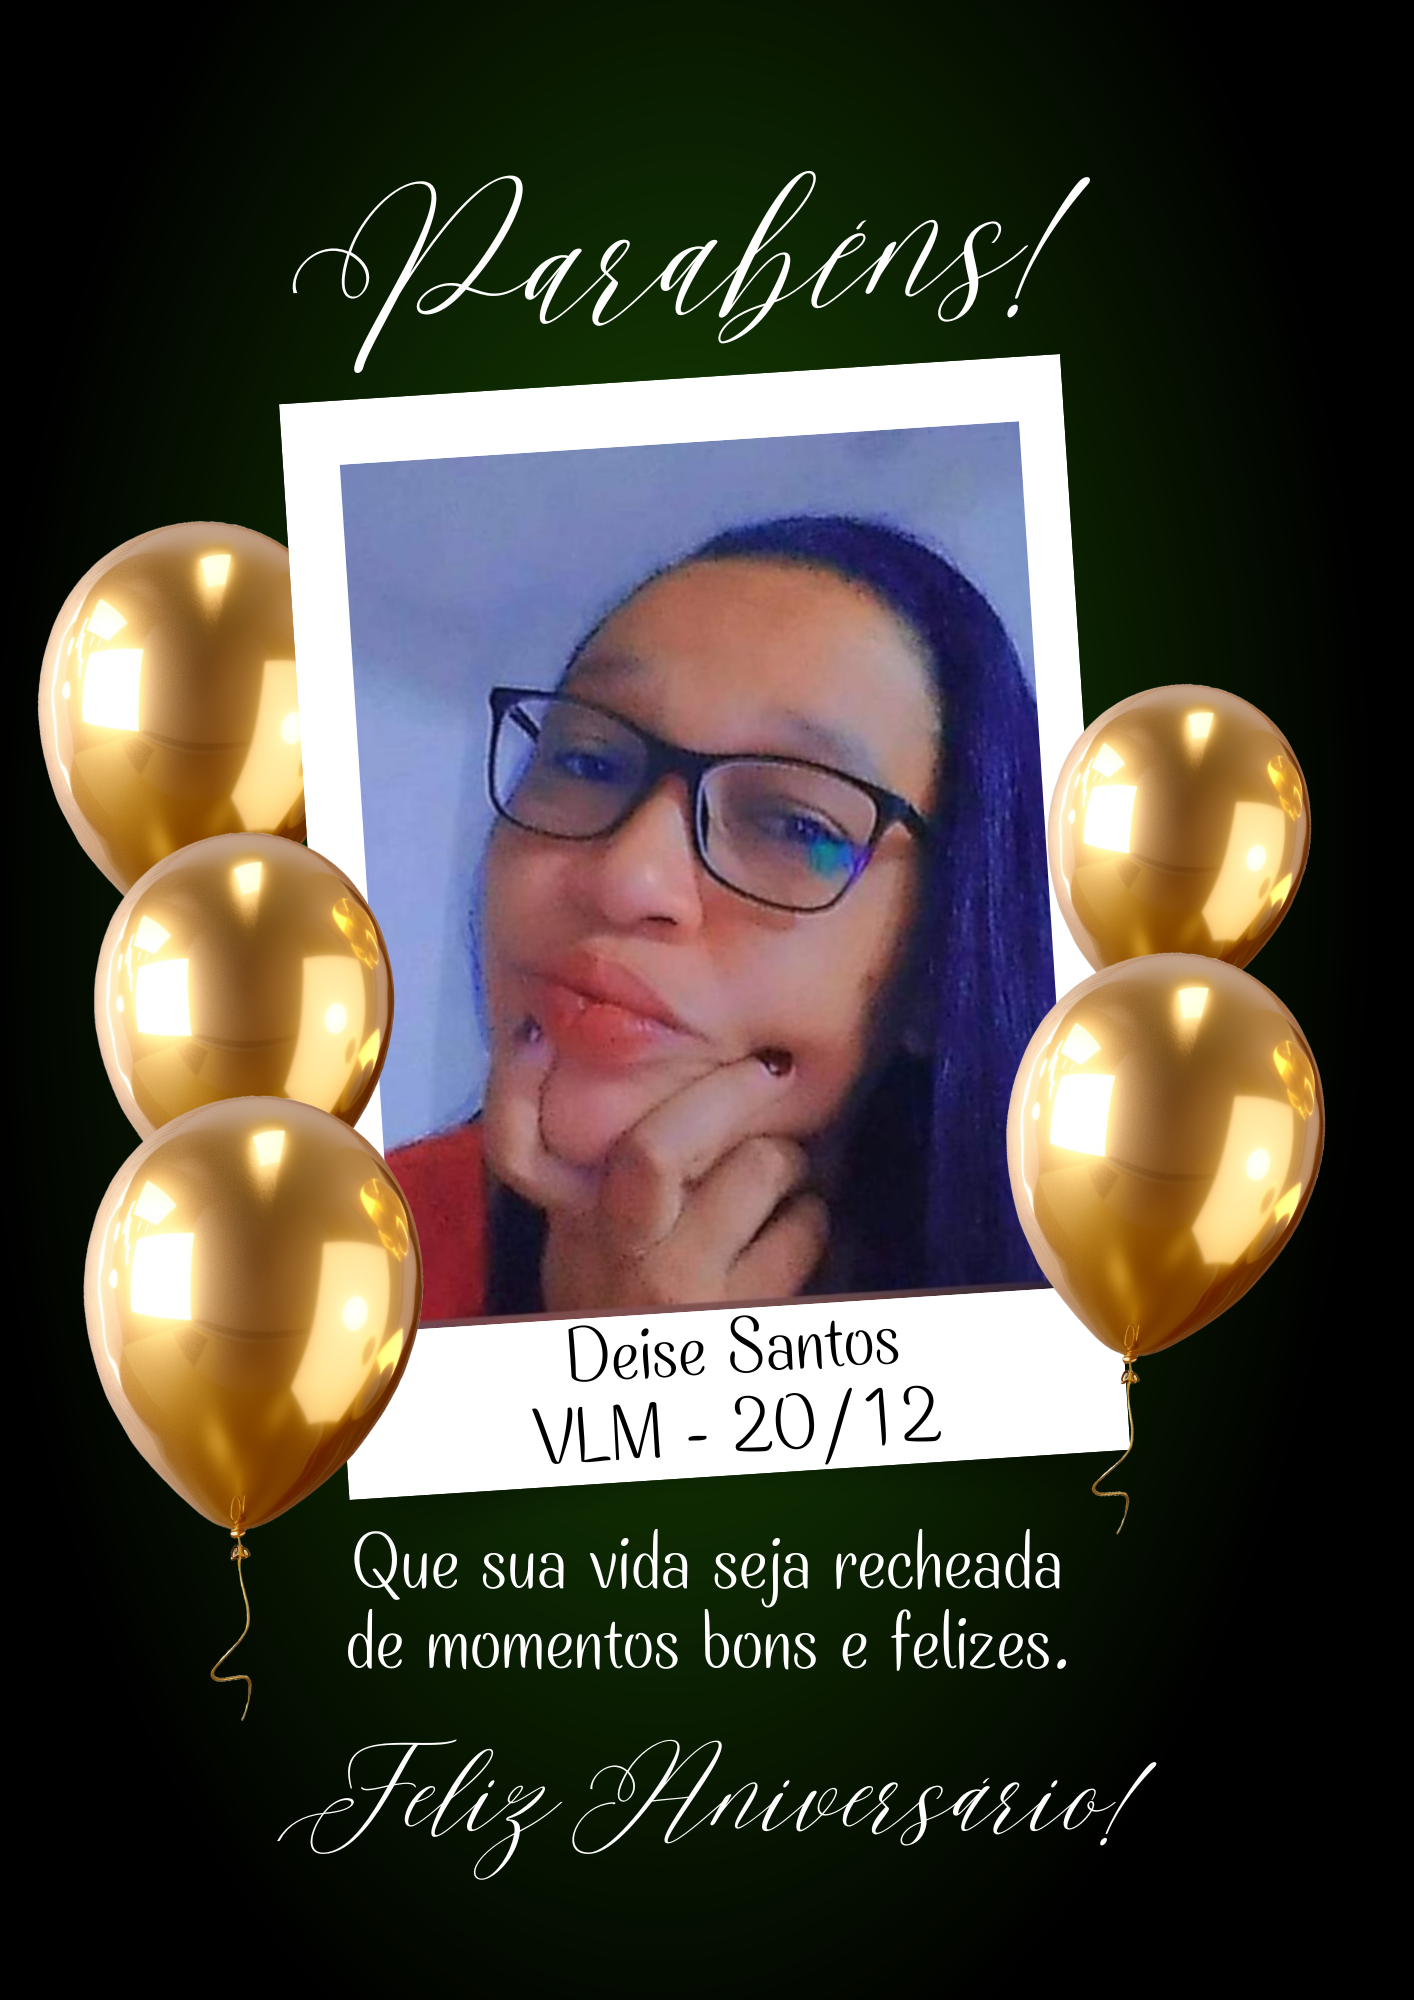 Parabéns!
Deise Santos
VLM - 20/12
Que sua vida seja recheada
de momentos bons e felizes.
Feliz Aniversário!